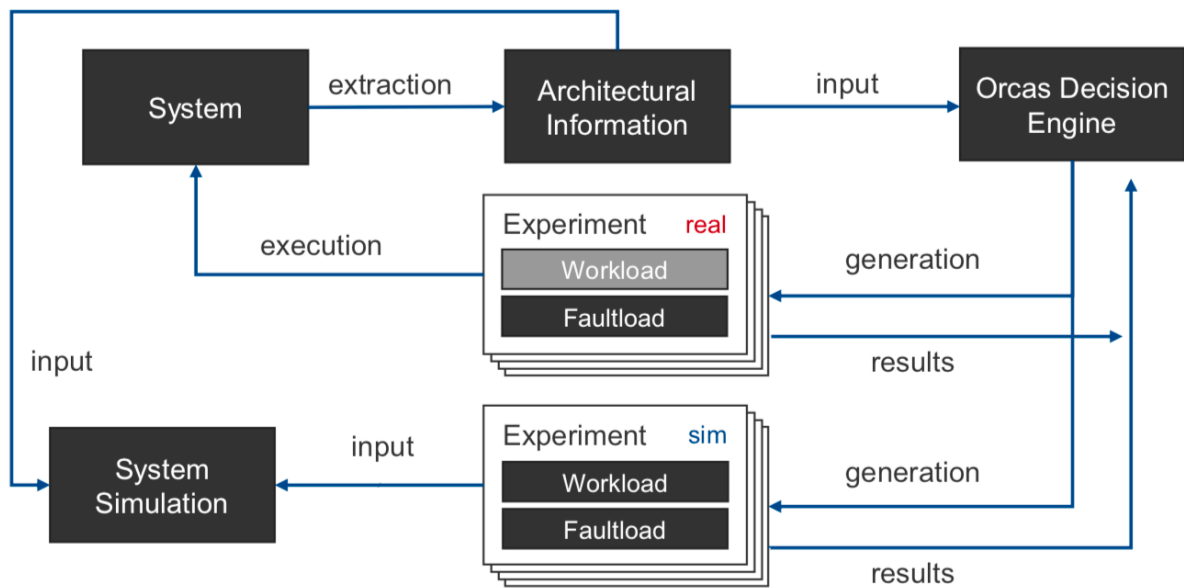 System
extraction
Architectural
Information
input
Orcas Decision
Engine
execution
Experiment real
Workload
Faultload
generation
results
input
System
Simulation
input
Experiment sim
Workload
Faultload
generation
results